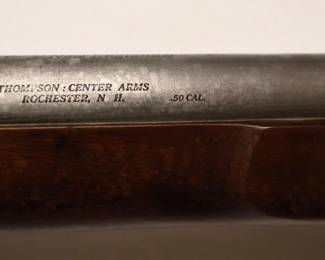 THOMPSON : CENTER ARMS
ROCHESTER, N H. .50 CAL.